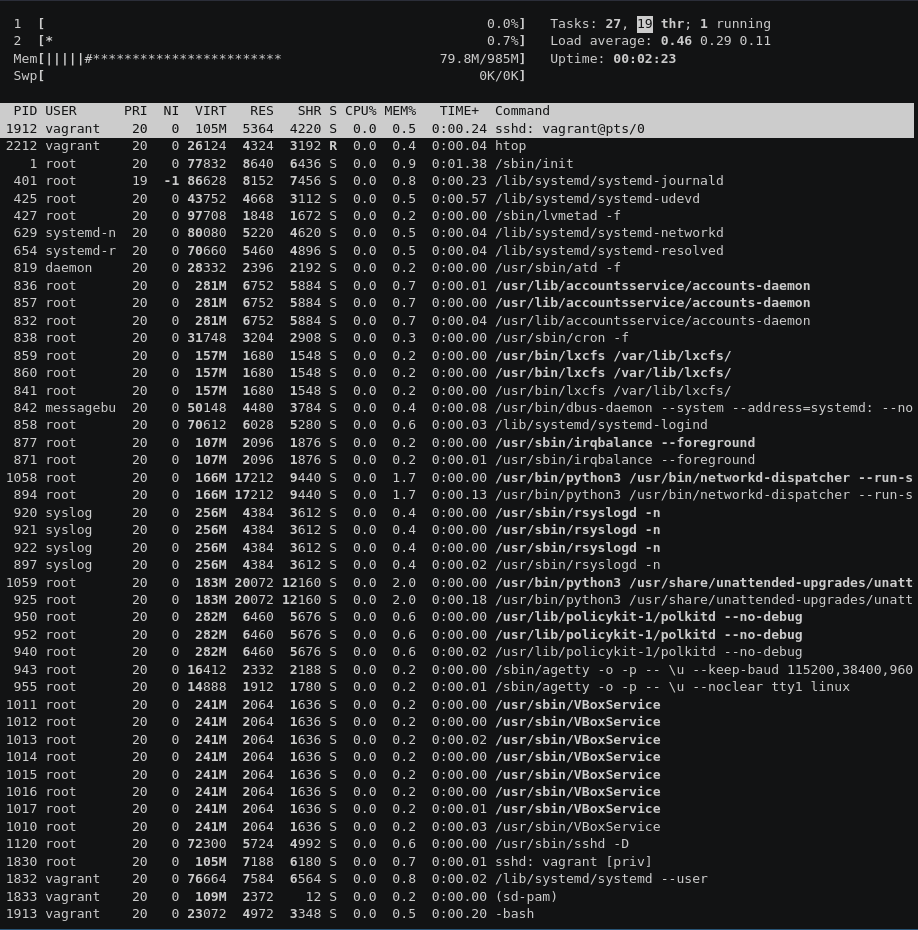 1  [                                                        0.0%]   Tasks: 27, 19 thr; 1 running
2  [*                                                       0.7%]   Load average: 0.46 0.29 0.11
Mem[|||||#************************                    79.8M/985M]   Uptime: 00:02:23
Swp[                                                       0K/0K]
PID USER      PRI  NI  VIRT   RES   SHR S CPU% MEM%   TIME+  Command
1912 vagrant    20   0  105M  5364  4220 S  0.0  0.5  0:00.24 sshd: vagrant@pts/0
2212 vagrant    20   0 26124  4324  3192 R  0.0  0.4  0:00.04 htop
1 root       20   0 77832  8640  6436 S  0.0  0.9  0:01.38 /sbin/init
401 root       19  -1 86628  8152  7456 S  0.0  0.8  0:00.23 /lib/systemd/systemd-journald
425 root       20   0 43752  4668  3112 S  0.0  0.5  0:00.57 /lib/systemd/systemd-udevd
427 root       20   0 97708  1848  1672 S  0.0  0.2  0:00.00 /sbin/lvmetad -f
629 systemd-n  20   0 80080  5220  4620 S  0.0  0.5  0:00.04 /lib/systemd/systemd-networkd
654 systemd-r  20   0 70660  5460  4896 S  0.0  0.5  0:00.04 /lib/systemd/systemd-resolved
819 daemon     20   0 28332  2396  2192 S  0.0  0.2  0:00.00 /usr/sbin/atd -f
836 root       20   0  281M  6752  5884 S  0.0  0.7  0:00.01 /usr/lib/accountsservice/accounts-daemon
857 root       20   0  281M  6752  5884 S  0.0  0.7  0:00.00 /usr/lib/accountsservice/accounts-daemon
832 root       20   0  281M  6752  5884 S  0.0  0.7  0:00.04 /usr/lib/accountsservice/accounts-daemon
838 root       20   0 31748  3204  2908 S  0.0  0.3  0:00.00 /usr/sbin/cron -f
859 root       20   0  157M  1680  1548 S  0.0  0.2  0:00.00 /usr/bin/lxcfs /var/lib/lxcfs/
860 root       20   0  157M  1680  1548 S  0.0  0.2  0:00.00 /usr/bin/lxcfs /var/lib/lxcfs/
841 root       20   0  157M  1680  1548 S  0.0  0.2  0:00.00 /usr/bin/lxcfs /var/lib/lxcfs/
842 messagebu  20   0 50148  4480  3784 S  0.0  0.4  0:00.08 /usr/bin/dbus-daemon --system --address=systemd: --no
858 root       20   0 70612  6028  5280 S  0.0  0.6  0:00.03 /lib/systemd/systemd-logind
877 root       20   0  107M  2096  1876 S  0.0  0.2  0:00.00 /usr/sbin/irqbalance --foreground
871 root       20   0  107M  2096  1876 S  0.0  0.2  0:00.01 /usr/sbin/irqbalance --foreground
1058 root       20   0  166M 17212  9440 S  0.0  1.7  0:00.00 /usr/bin/python3 /usr/bin/networkd-dispatcher --run-s
894 root       20   0  166M 17212  9440 S  0.0  1.7  0:00.13 /usr/bin/python3 /usr/bin/networkd-dispatcher --run-s
920 syslog     20   0  256M  4384  3612 S  0.0  0.4  0:00.00 /usr/sbin/rsyslogd -n
921 syslog     20   0  256M  4384  3612 S  0.0  0.4  0:00.00 /usr/sbin/rsyslogd -n
922 syslog     20   0  256M  4384  3612 S  0.0  0.4  0:00.00 /usr/sbin/rsyslogd -n
897 syslog     20   0  256M  4384  3612 S  0.0  0.4  0:00.02 /usr/sbin/rsyslogd -n
1059 root       20   0  183M 20072 12160 S  0.0  2.0  0:00.00 /usr/bin/python3 /usr/share/unattended-upgrades/unatt
925 root       20   0  183M 20072 12160 S  0.0  2.0  0:00.18 /usr/bin/python3 /usr/share/unattended-upgrades/unatt
950 root       20   0  282M  6460  5676 S  0.0  0.6  0:00.00 /usr/lib/policykit-1/polkitd --no-debug
952 root       20   0  282M  6460  5676 S  0.0  0.6  0:00.00 /usr/lib/policykit-1/polkitd --no-debug
940 root       20   0  282M  6460  5676 S  0.0  0.6  0:00.02 /usr/lib/policykit-1/polkitd --no-debug
943 root       20   0 16412  2332  2188 S  0.0  0.2  0:00.00 /sbin/agetty -o -p -- \u --keep-baud 115200,38400,960
955 root       20   0 14888  1912  1780 S  0.0  0.2  0:00.01 /sbin/agetty -o -p -- \u --noclear tty1 linux
1011 root       20   0  241M  2064  1636 S  0.0  0.2  0:00.00 /usr/sbin/VBoxService
1012 root       20   0  241M  2064  1636 S  0.0  0.2  0:00.00 /usr/sbin/VBoxService
1013 root       20   0  241M  2064  1636 S  0.0  0.2  0:00.02 /usr/sbin/VBoxService
1014 root       20   0  241M  2064  1636 S  0.0  0.2  0:00.00 /usr/sbin/VBoxService
1015 root       20   0  241M  2064  1636 S  0.0  0.2  0:00.00 /usr/sbin/VBoxService
1016 root       20   0  241M  2064  1636 S  0.0  0.2  0:00.00 /usr/sbin/VBoxService
1017 root       20   0  241M  2064  1636 S  0.0  0.2  0:00.01 /usr/sbin/VBoxService
1010 root       20   0  241M  2064  1636 S  0.0  0.2  0:00.03 /usr/sbin/VBoxService
1120 root       20   0 72300  5724  4992 S  0.0  0.6  0:00.00 /usr/sbin/sshd -D
1830 root       20   0  105M  7188  6180 S  0.0  0.7  0:00.01 sshd: vagrant [priv]
1832 vagrant    20   0 76664  7584  6564 S  0.0  0.8  0:00.02 /lib/systemd/systemd --user
1833 vagrant    20   0  109M  2372    12 S  0.0  0.2  0:00.00 (sd-pam)
1913 vagrant    20   0 23072  4972  3348 S  0.0  0.5  0:00.20 -bash